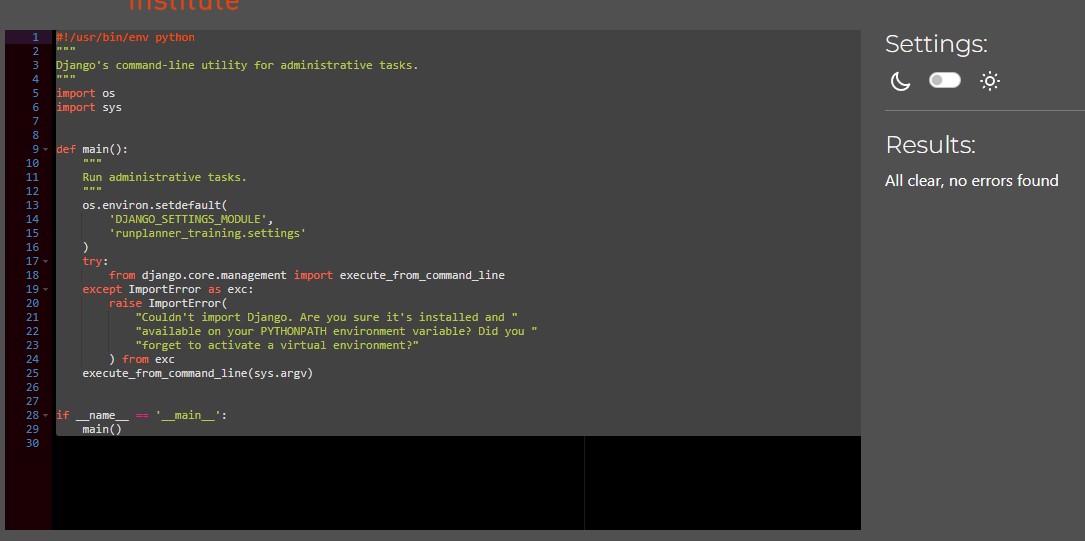 institute
1 #!/usr/bin/env python
2 """
3 Django's command-line utility for administrative tasks.
4 """
5 import os
6 import sys
7
8
9 def main():
10     """
11     Run administrative tasks.
12     """
13     os.environ.setdefault(
14         'DJANGO_SETTINGS_MODULE',
15         'runplanner_training.settings'
16     )
17     try:
18         from django.core.management import execute_from_command_line
19     except ImportError as exc:
20         raise ImportError(
21             "Couldn't import Django. Are you sure it's installed and "
22             "available on your PYTHONPATH environment variable? Did you "
23             "forget to activate a virtual environment?"
24         ) from exc
25     execute_from_command_line(sys.argv)
26
27
28 if __name__ == '__main__':
29     main()
30
Settings:
Results:
All clear, no errors found